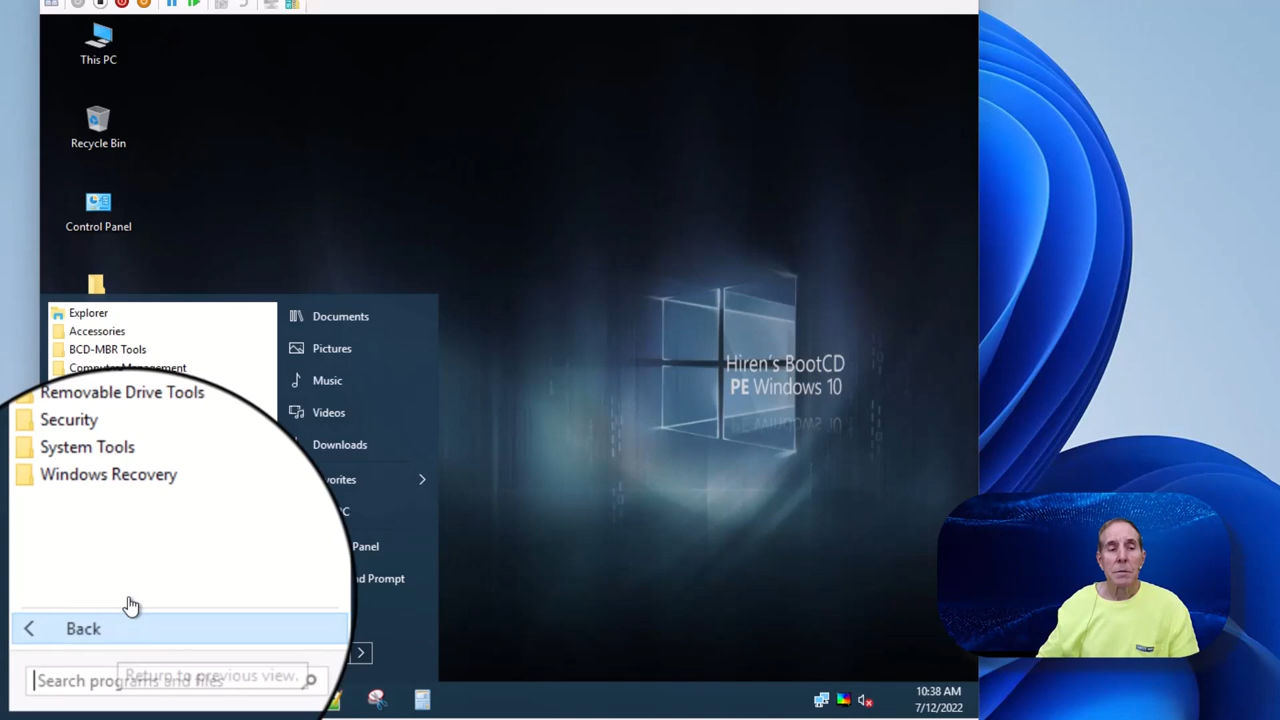 This PC
Recycle Bin
Control Panel
Explorer
Accessories
BCD-MBR Tools
Computer Management
Removable Drive Tools
Security
System Tools
Windows Recovery
Back
Return to previous view.
Search programs and files
Documents
Pictures
Music
Videos
Downloads
vorites
PC
Panel
d Prompt
Hiren's BootCD
PE Windows 10
10:38 AM
7/12/2022